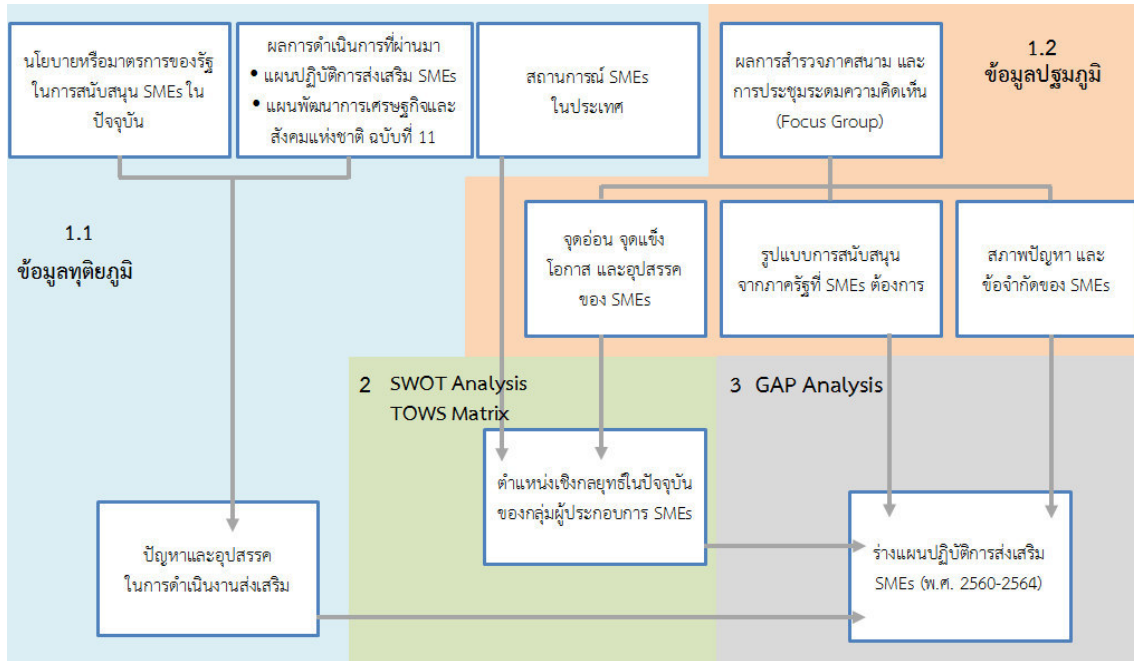 นโยบายหรือมาตรการของรัฐ
ในการสนับสนุน SMEs ใน
ปัจจุบัน
ผลการดำเนินการที่ผ่านมา
• แผนปฏิบัติการส่งเสริม SMEs
• แผนพัฒนาการเศรษฐกิจและ
สังคมแห่งชาติ ฉบับที่ 11
สถานการณ์ SMEs
ในประเทศ
ผลการสำรวจภาคสนาม และ
การประชุมระดมความคิดเห็น
(Focus Group)
1.2
ข้อมูลปฐมภูมิ
1.1
ข้อมูลทุติยภูมิ
จุดอ่อน จุดแข็ง
โอกาส และอุปสรรค
ของ SMEs
รูปแบบการสนับสนุน
จากภาครัฐที่ SMEs ต้องการ
สภาพปัญหา และ
ข้อจำกัดของ SMEs
2 SWOT Analysis
TOWS Matrix
3 GAP Analysis
ตำแหน่งเชิงกลยุทธ์ในปัจจุบัน
ของกลุ่มผู้ประกอบการ SMEs
ปัญหาและอุปสรรค
ในการดำเนินงานส่งเสริม
ร่างแผนปฏิบัติการส่งเสริม
SMEs (พ.ศ. 2560-2564)